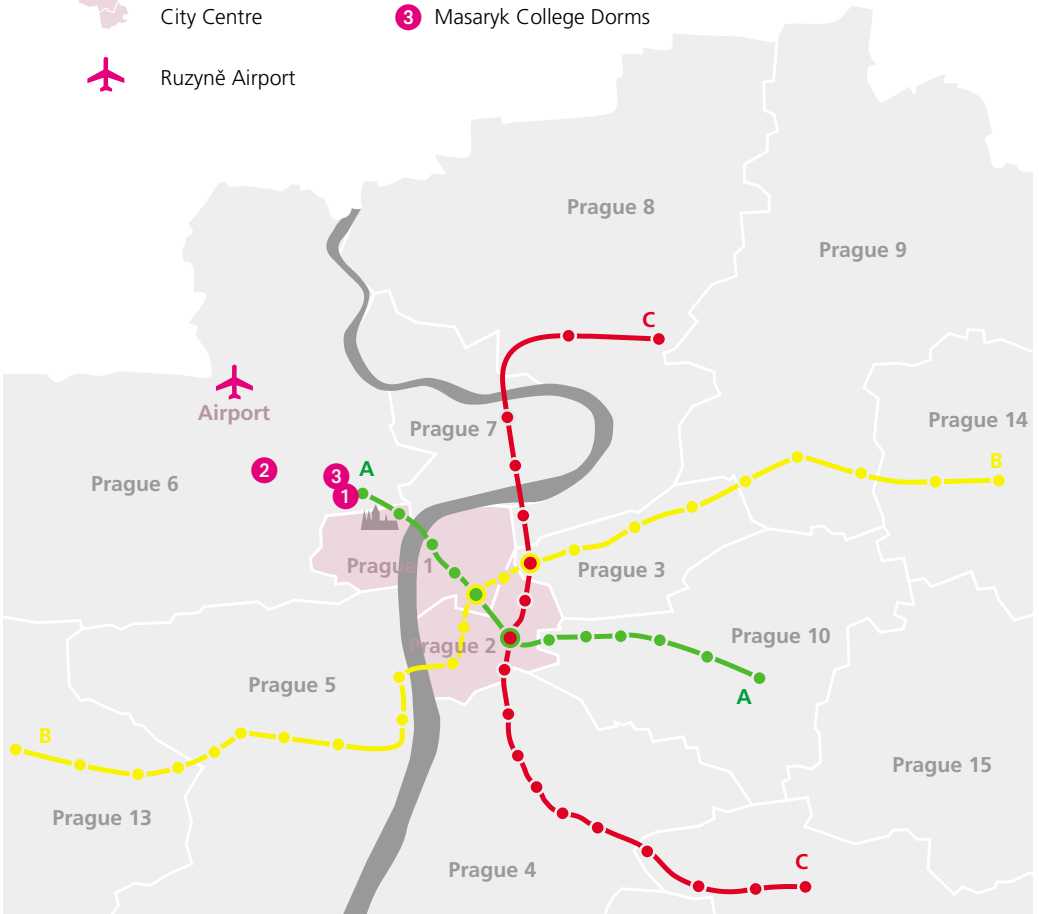 City Centre
3 Masaryk College Dorms
Ruzyně Airport
Prague 8
Prague 9
C
Airport
Prague 7
Prague 14
2
3
A
B
Prague 6
1
Prague 1
Prague 3
Prague 10
Prague 2
Prague 5
A
B
Prague 15
Prague 13
Prague 4
C